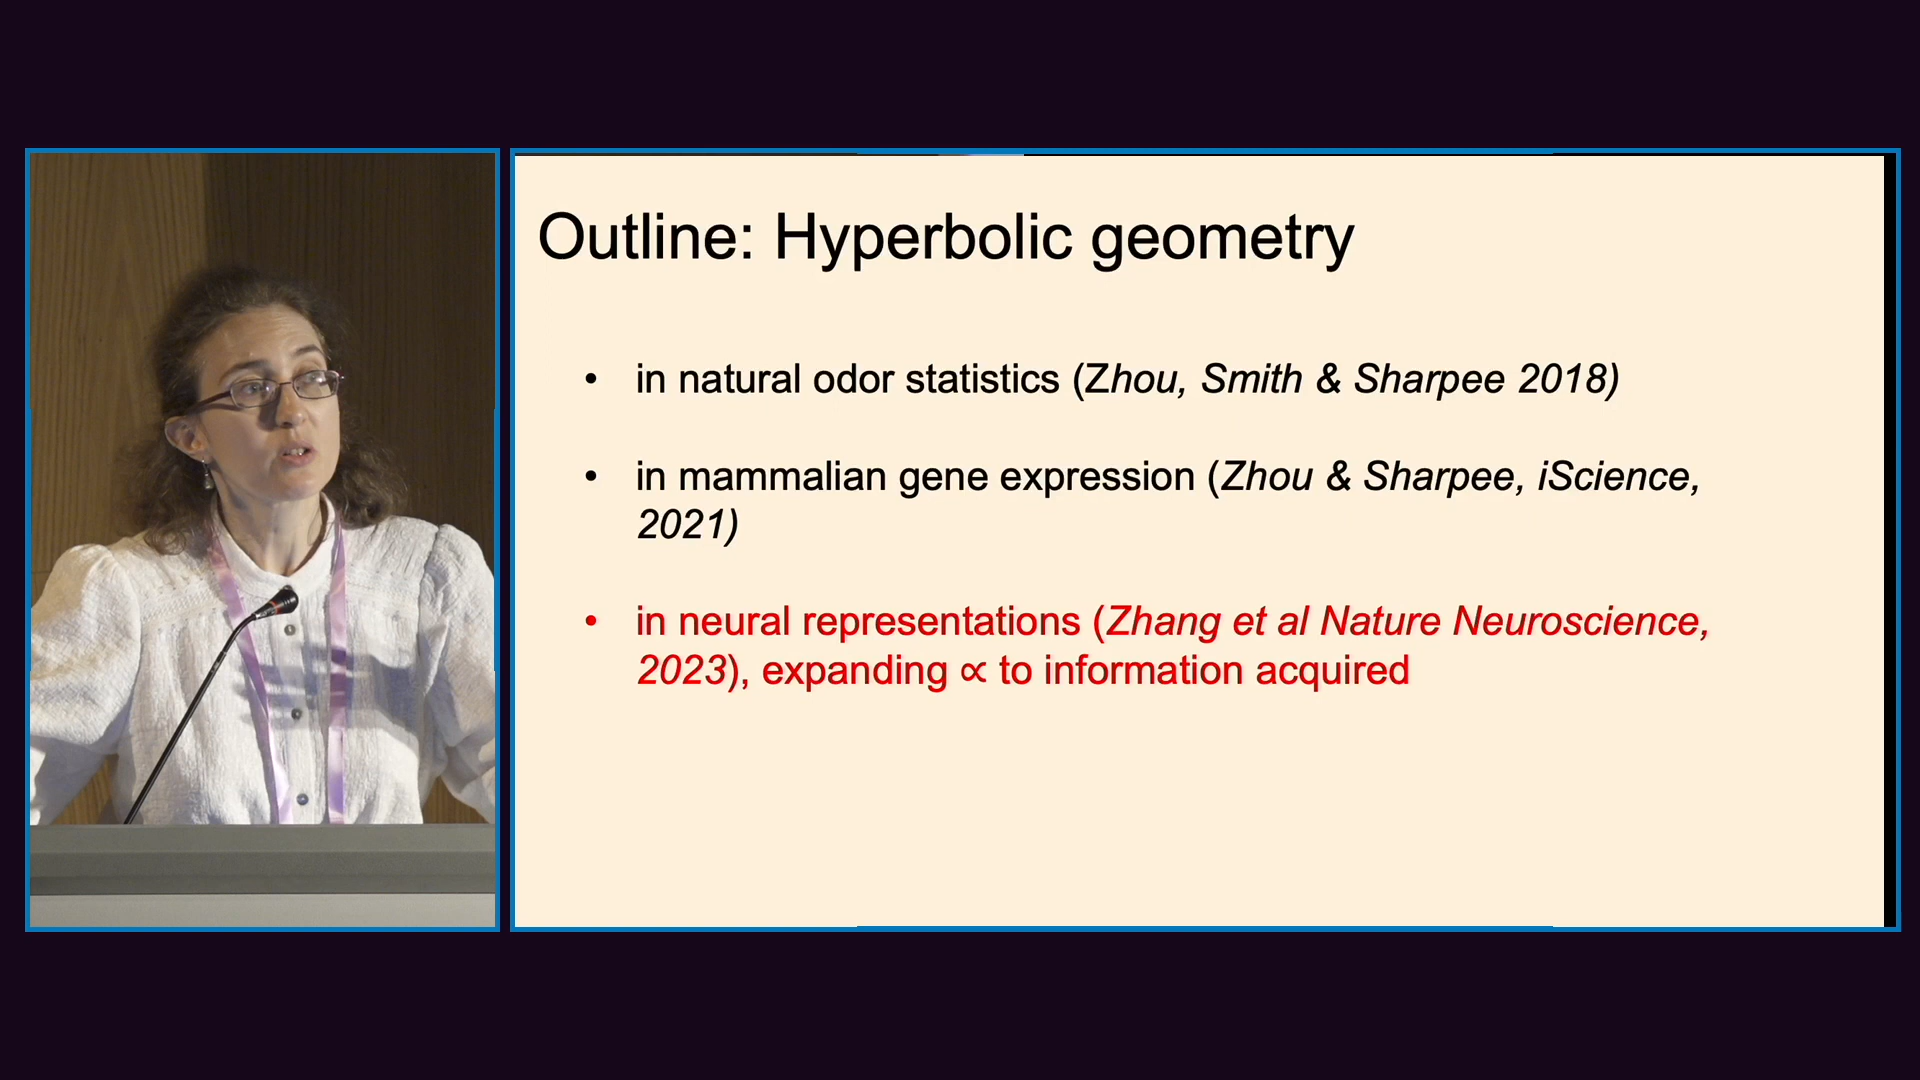 Outline: Hyperbolic geometry
• in natural odor statistics (Zhou, Smith & Sharpee 2018)
• in mammalian gene expression (Zhou & Sharpee, iScience,
2021)
• in neural representations (Zhang et al Nature Neuroscience,
2023), expanding ∝ to information acquired